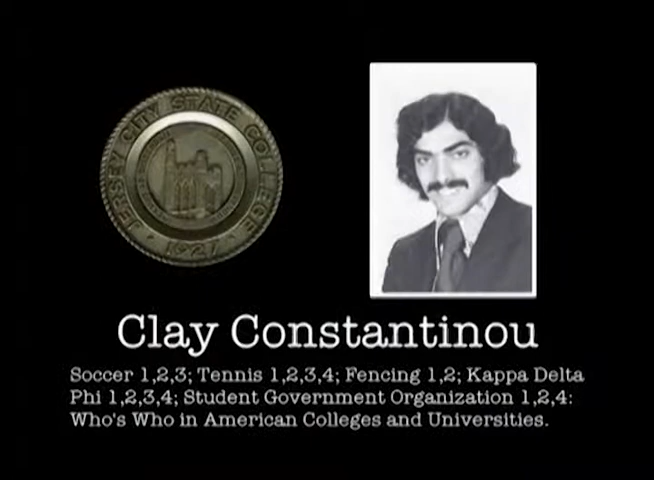 JERSEY CITY STATE COLLEGE
1927
Clay Constantinou
Soccer 1,2,3; Tennis 1,2,3,4; Fencing 1,2; Kappa Delta
Phi 1,2,3,4; Student Government Organization 1,2,4:
Who's Who in American Colleges and Universities.